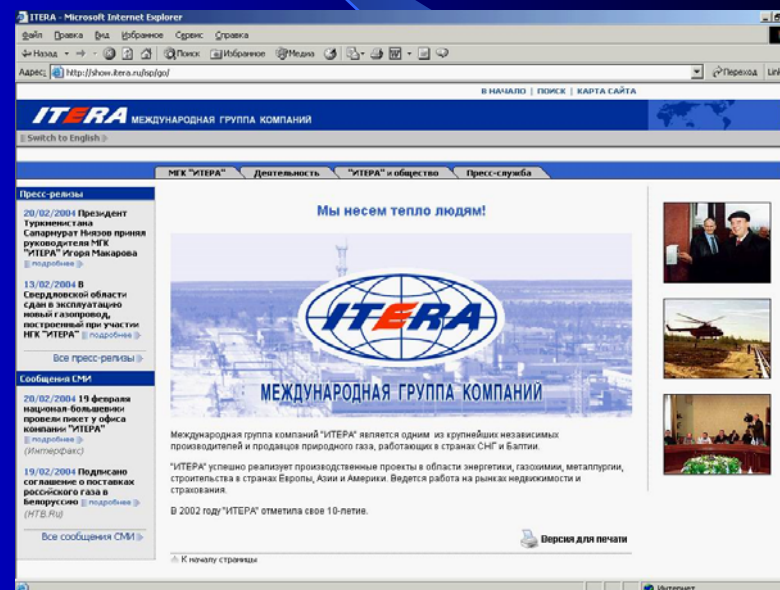 ITERA - Microsoft Internet Explorer
Файл Правка Вид Избранное Сервис Справка
Назад Поиск Избранное Медиа
Адрес: http://show.itera.ru/isp/go/ Переход
В НАЧАЛО | ПОИСК | КАРТА САЙТА
ITERA МЕЖДУНАРОДНАЯ ГРУППА КОМПАНИЙ
Switch to English
МГК "ИТЕРА" Деятельность "ИТЕРА" и общество Пресс-служба
Пресс-релизы
20/02/2004 Президент
Туркменистана
Сапармурат Ниязов принял
руководителя МГК
"ИТЕРА" Игоря Макарова
подробнее
13/02/2004 В
Свердловской области
сдан в эксплуатацию
новый газопровод,
построенный при участии
НГК "ИТЕРА" подробнее
Все пресс-релизы
Сообщения СМИ
20/02/2004 19 февраля
национал-большевики
провели пикет у офиса
компании "ИТЕРА"
подробнее
(Интерфакс)
19/02/2004 Подписано
соглашение о поставках
российского газа в
Белоруссию подробнее
(НТВ.Ru)
Все сообщения СМИ
Мы несем тепло людям!
ITERA
МЕЖДУНАРОДНАЯ ГРУППА КОМПАНИЙ
Международная группа компаний "ИТЕРА" является одним из крупнейших независимых
производителей и продавцов природного газа, работающих в странах СНГ и Балтии.
"ИТЕРА" успешно реализует производственные проекты в области энергетики, газохимии, металлургии,
строительства в странах Европы, Азии и Америки. Ведется работа на рынках недвижимости и
страхования.
В 2002 году "ИТЕРА" отметила свое 10-летие.
Версия для печати
К началу страницы
Интернет